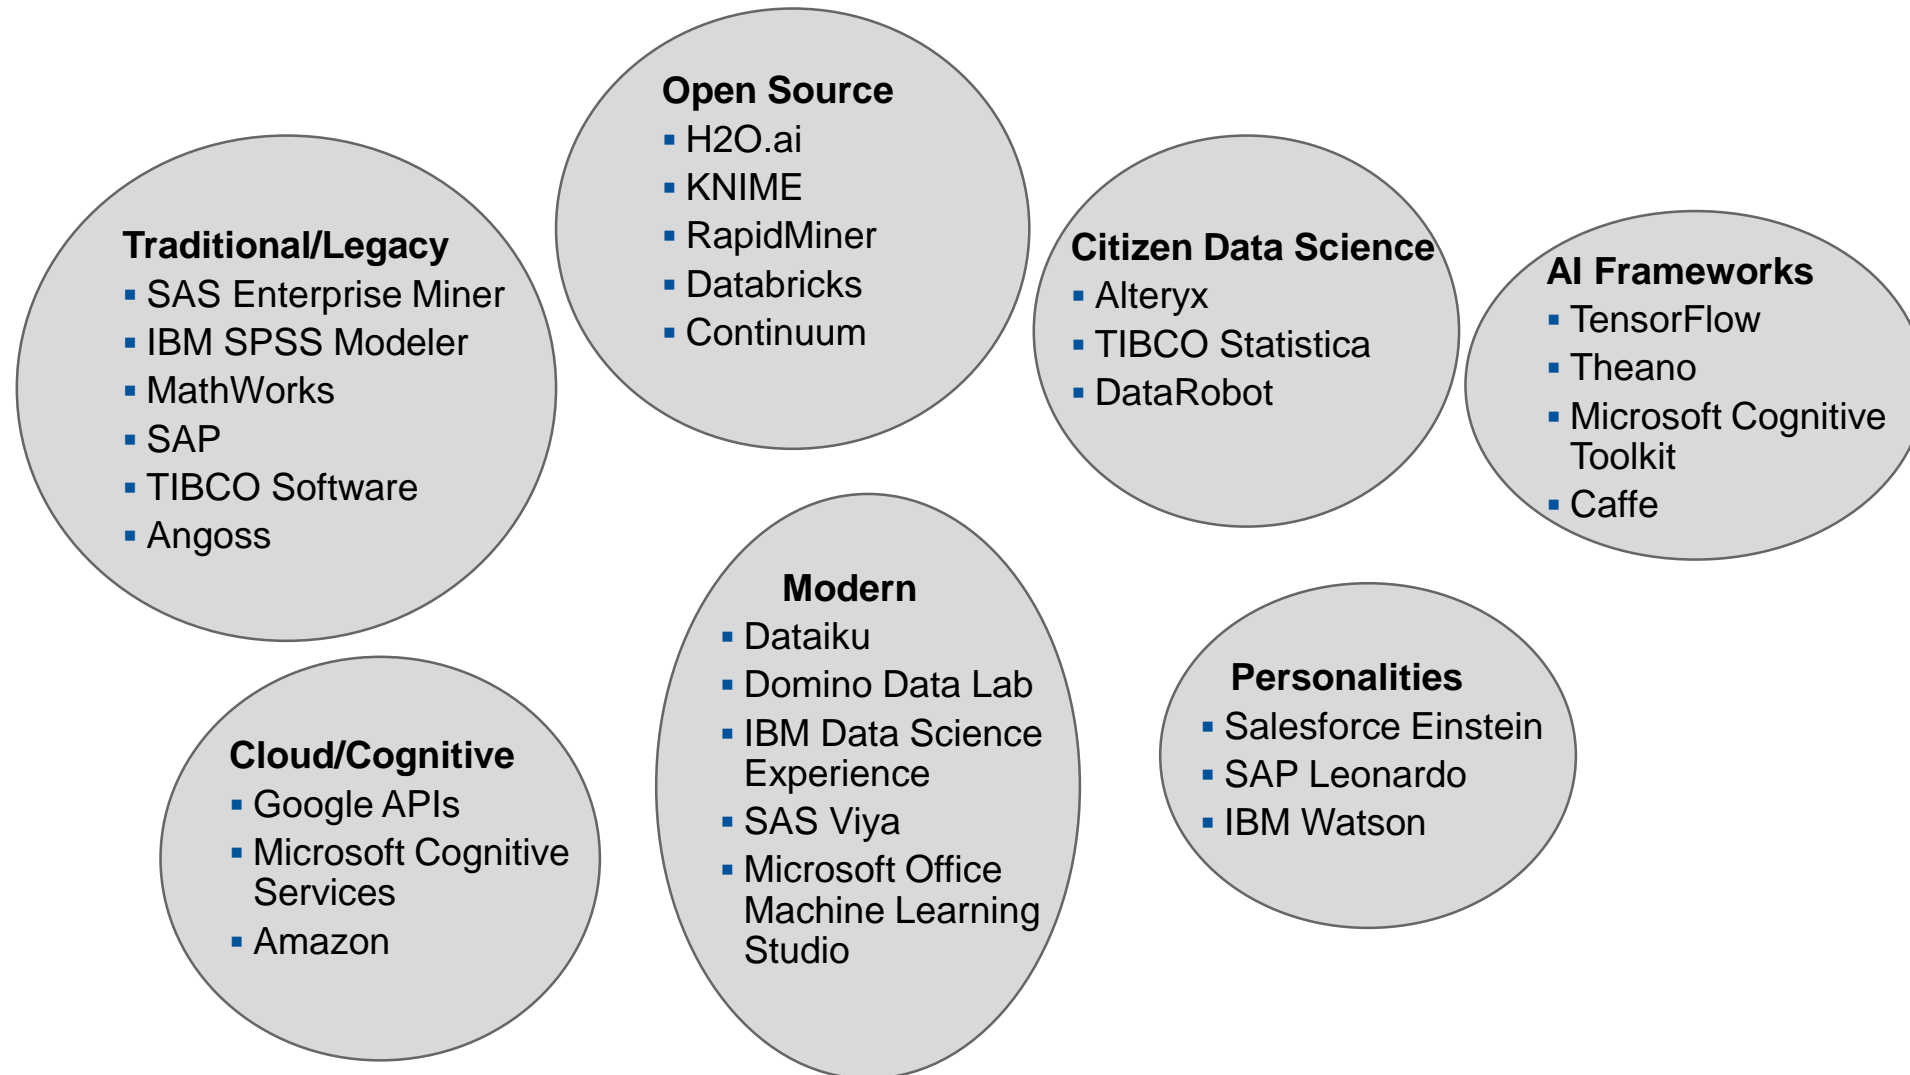 Open Source
▪ H2O.ai
▪ KNIME
▪ RapidMiner
▪ Databricks
▪ Continuum
Traditional/Legacy
▪ SAS Enterprise Miner
▪ IBM SPSS Modeler
▪ MathWorks
▪ SAP
▪ TIBCO Software
▪ Angoss
Citizen Data Science
▪ Alteryx
▪ TIBCO Statistica
▪ DataRobot
AI Frameworks
▪ TensorFlow
▪ Theano
▪ Microsoft Cognitive
Toolkit
▪ Caffe
Modern
▪ Dataiku
▪ Domino Data Lab
▪ IBM Data Science
Experience
▪ SAS Viya
▪ Microsoft Office
Machine Learning
Studio
Personalities
▪ Salesforce Einstein
▪ SAP Leonardo
▪ IBM Watson
Cloud/Cognitive
▪ Google APIs
▪ Microsoft Cognitive
Services
▪ Amazon